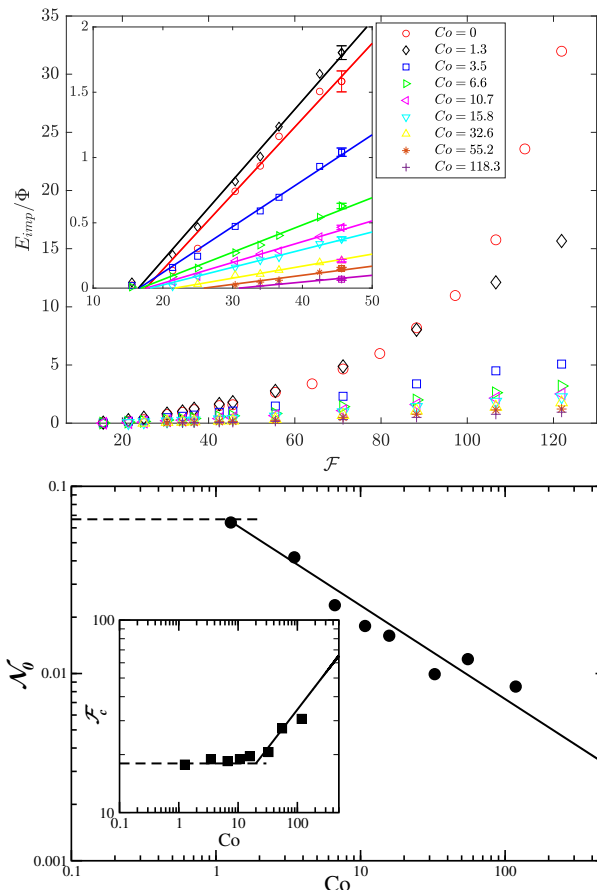 35
30
25
20
15
10
5
0
E_imp/Φ
2
1.5
1
0.5
0
10 20 30 40 50
Co = 0
Co = 1.3
Co = 3.5
Co = 6.6
Co = 10.7
Co = 15.8
Co = 32.6
Co = 55.2
Co = 118.3
20 40 60 80 100 120
ℱ
0.1
0.01
0.001
𝒩₀
100
10
ℱ_c
0.1 1 10 100
Co
0.1 1 10 100
Co